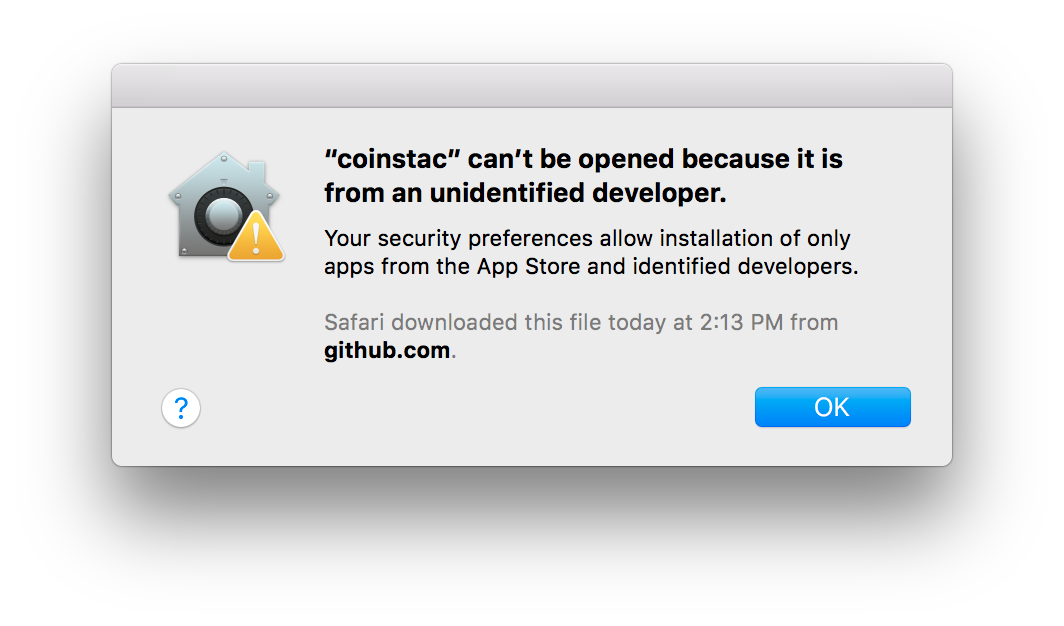 “coinstac” can’t be opened because it is
from an unidentified developer.
Your security preferences allow installation of only
apps from the App Store and identified developers.
Safari downloaded this file today at 2:13 PM from
github.com.
?
OK